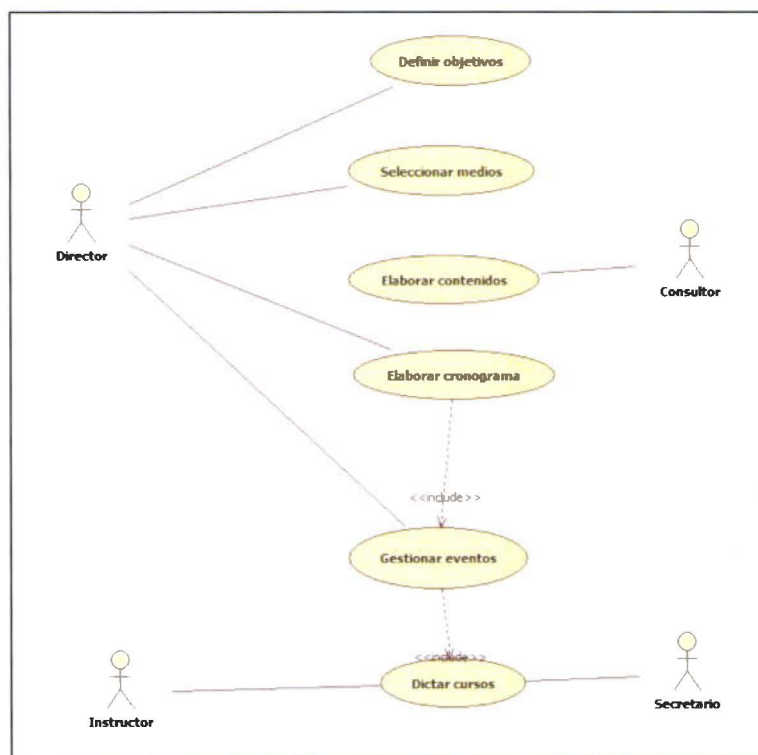 Definir objetivos
Seleccionar medios
Director
Elaborar contenidos
Consultor
Elaborar cronograma
<<include>>
Gestionar eventos
<<include>>
Dictar cursos
Instructor
Secretario